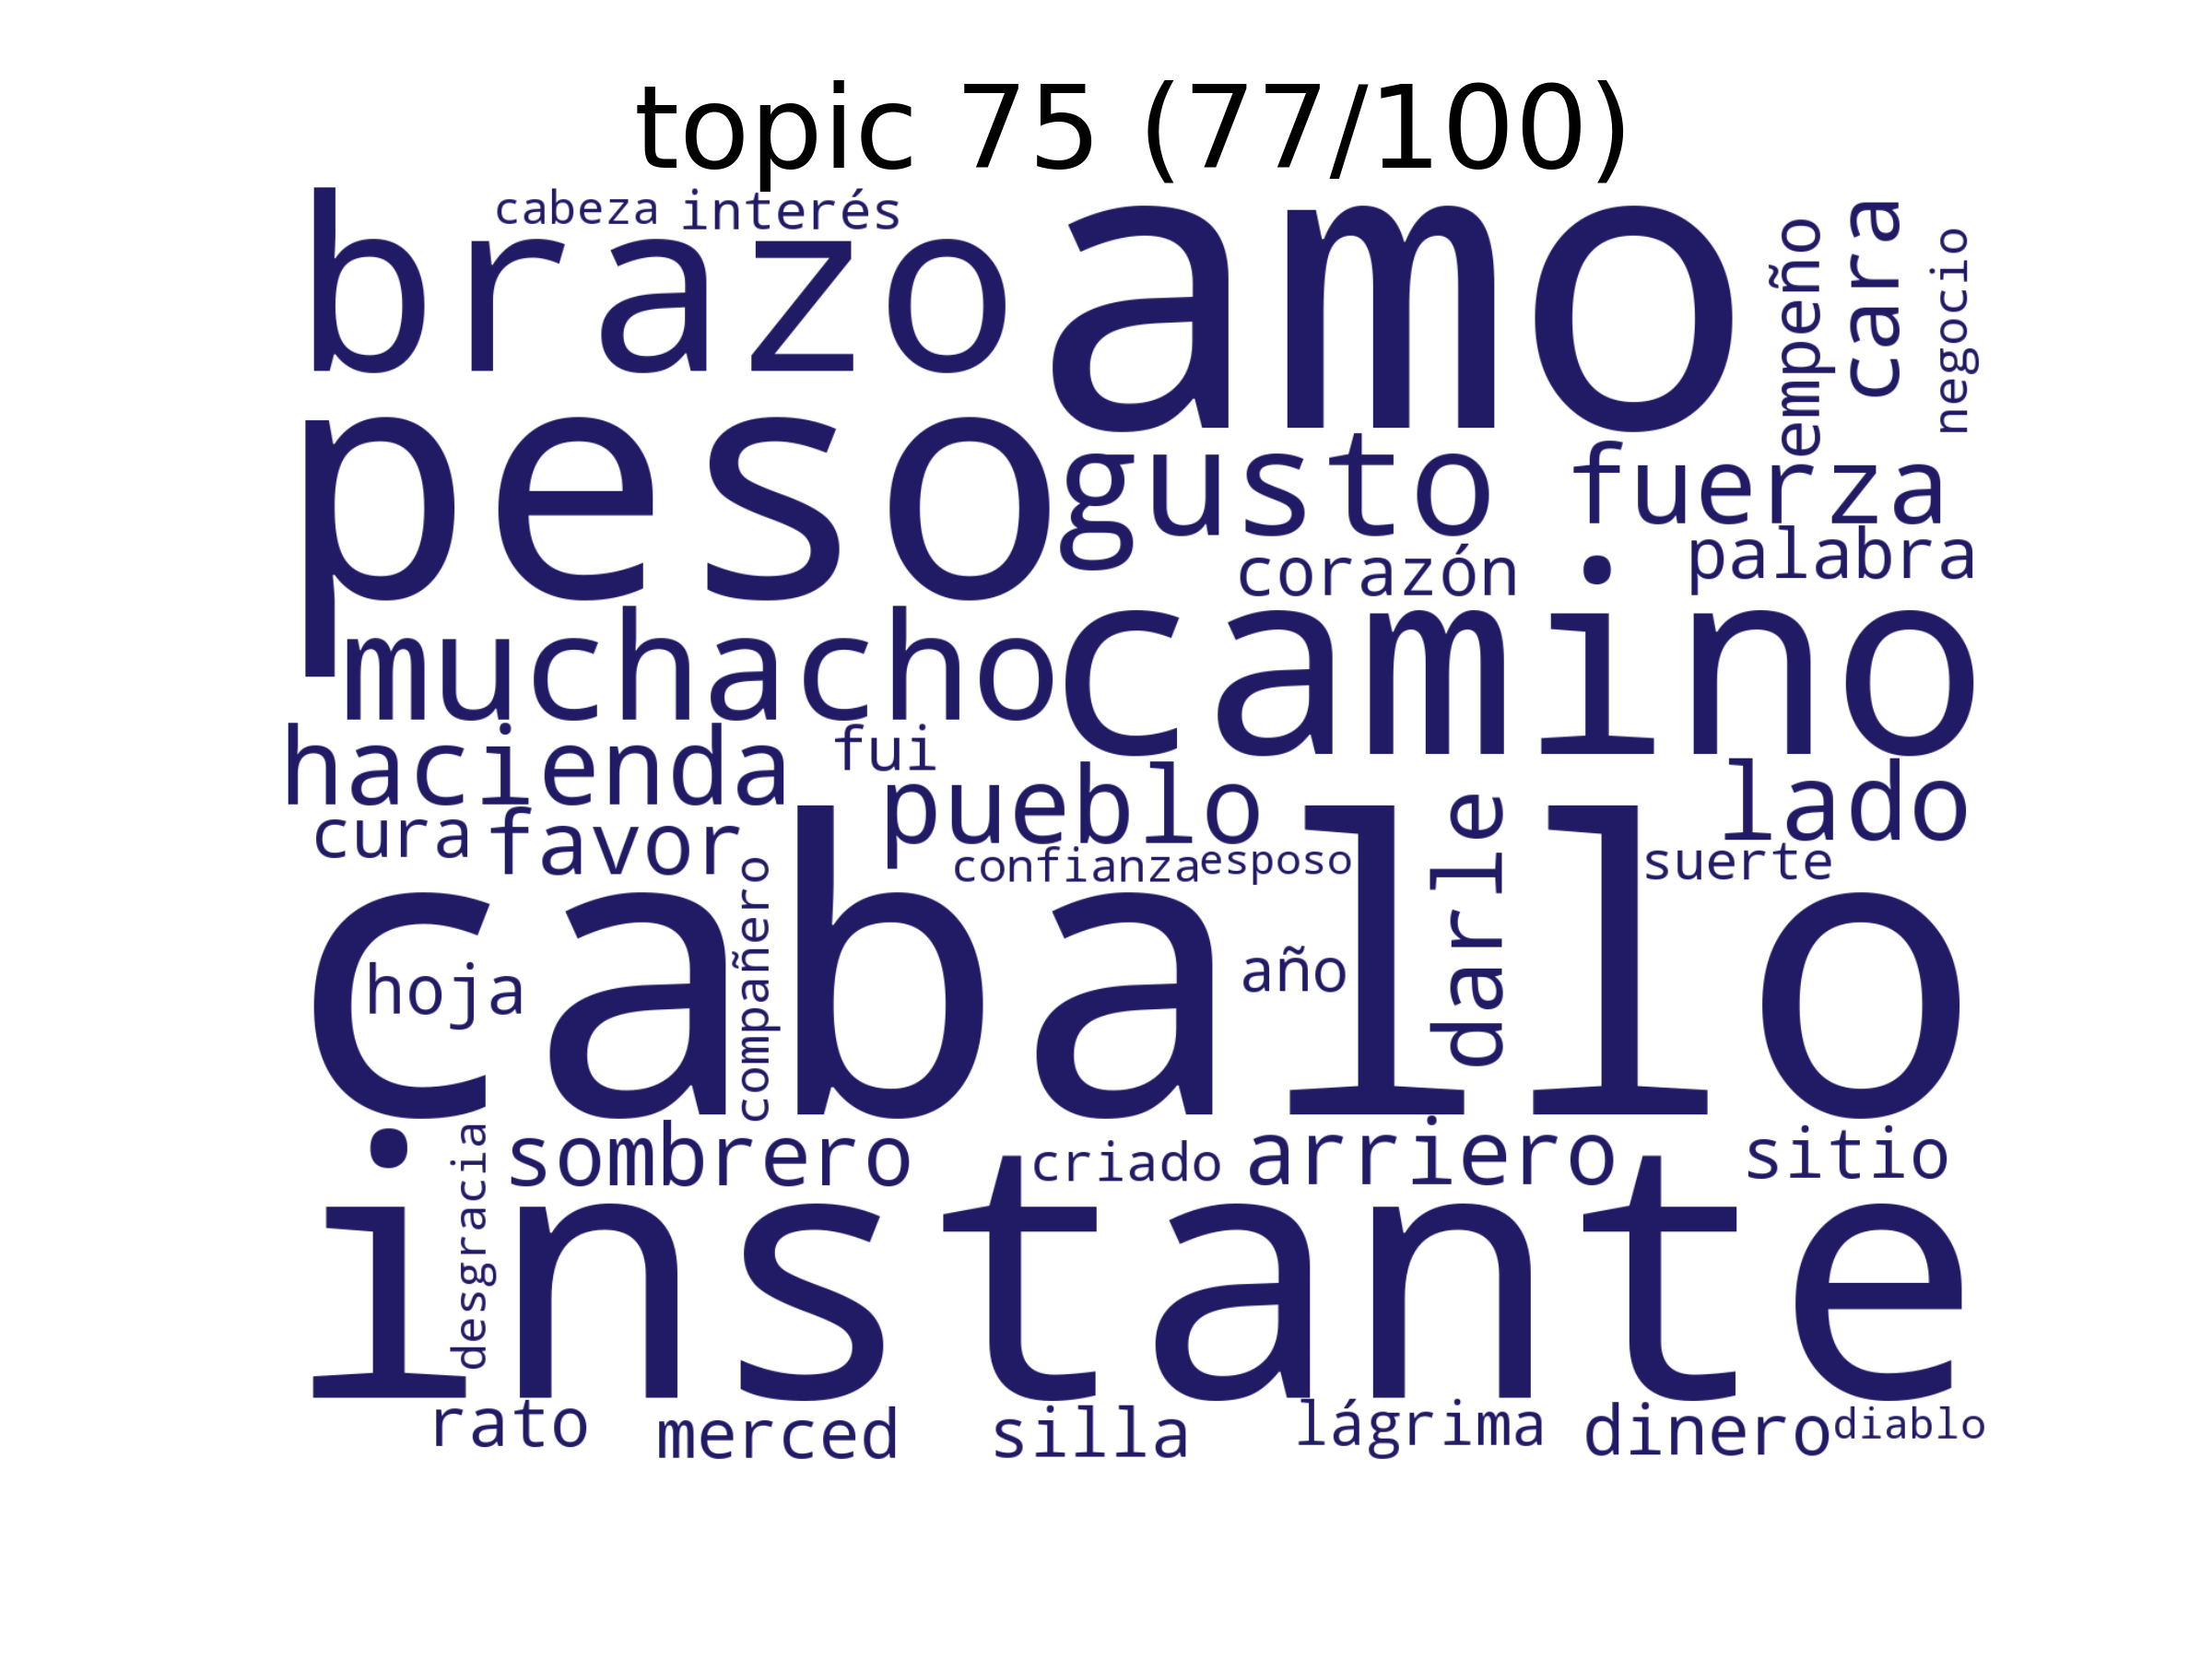 topic 75 (77/100)
cabeza interés
brazo amo
empeño
cara
negocio
peso gusto fuerza
corazón palabra
muchacho camino
hacienda fui
pueblo lado
cura favor
confianza esposo
darle
suerte
caballo
hoja
compañero
año
desgracia
sombrero criado arriero sitio
instante
rato merced silla lágrima dinero diablo